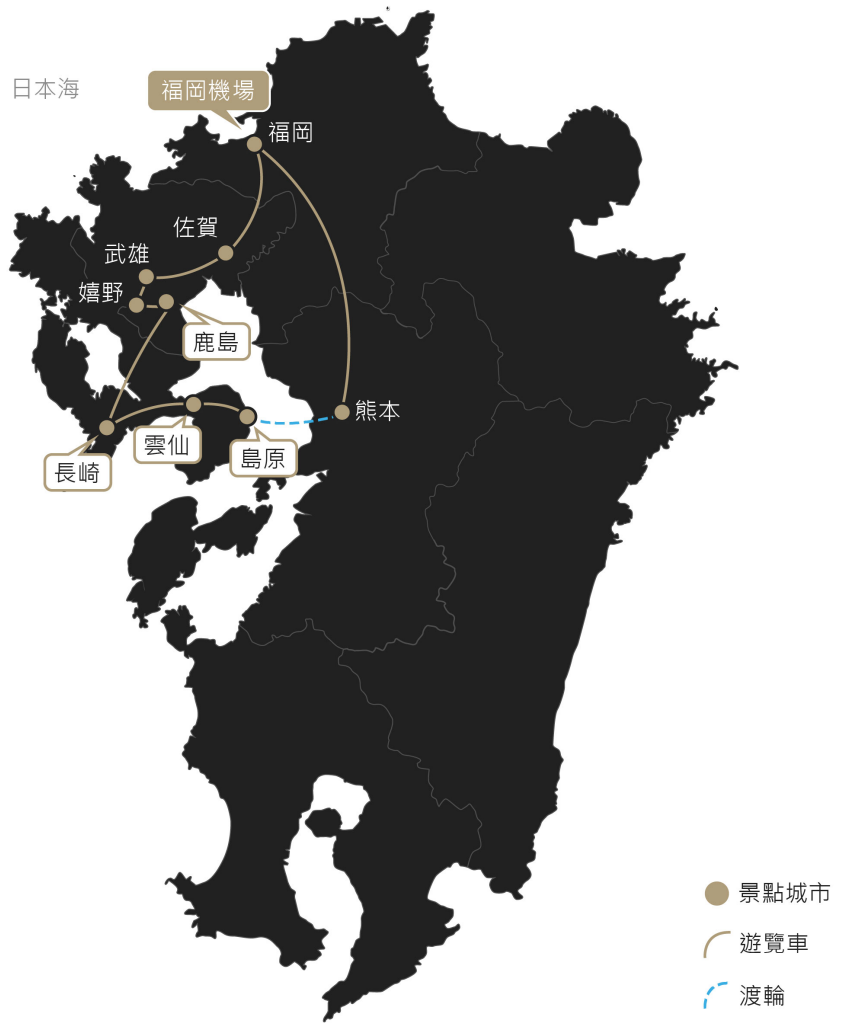 日本海
福岡機場
福岡
佐賀
武雄
嬉野
鹿島
熊本
雲仙
島原
長崎
景點城市
遊覽車
渡輪